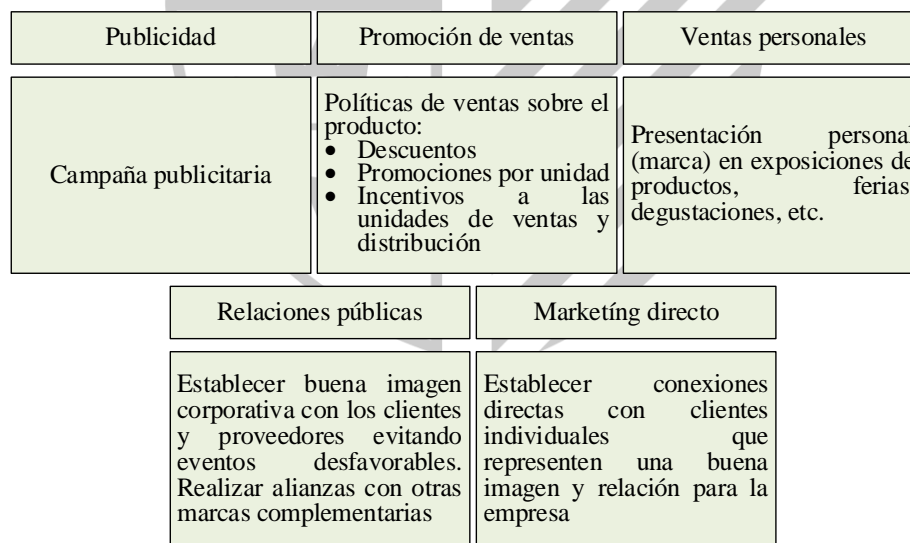 Publicidad
Promoción de ventas
Ventas personales
Campaña publicitaria
Políticas de ventas sobre el
producto:
• Descuentos
• Promociones por unidad
• Incentivos a las
unidades de ventas y
distribución
Presentación personal
(marca) en exposiciones de
productos, ferias
degustaciones, etc.
Relaciones públicas
Marketíng directo
Establecer buena imagen
corporativa con los clientes
y proveedores evitando
eventos desfavorables.
Realizar alianzas con otras
marcas complementarias
Establecer conexiones
directas con clientes
individuales que
representen una buena
imagen y relación para la
empresa